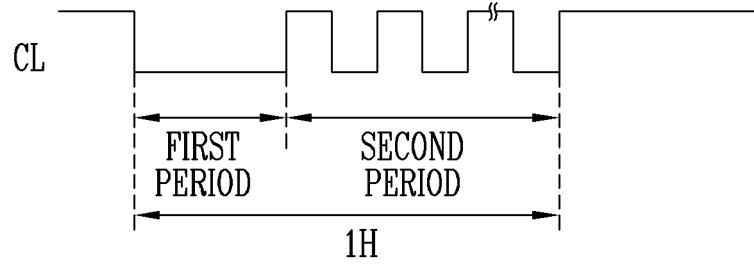 CL
FIRST
PERIOD
SECOND
PERIOD
1H